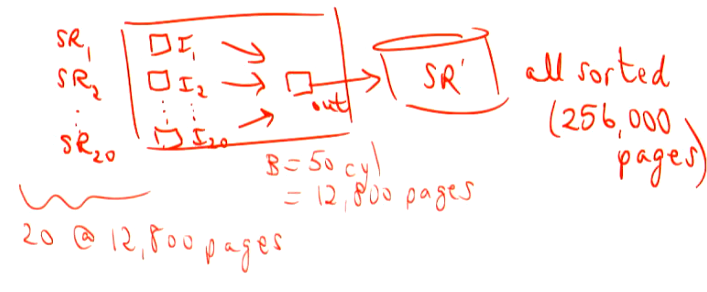 SR₁ I₁
SR₂ I₂ SR' all sorted
out (256,000
SR₂₀ I₂₀ pages)
B = 50 cyl
= 12,800 pages
20 @ 12,800 pages